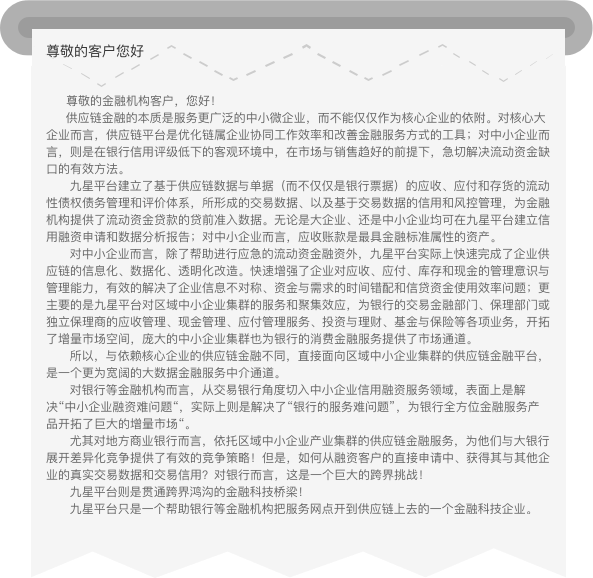 尊敬的客户您好
尊敬的金融机构客户，您好！
供应链金融的本质是服务更广泛的中小微企业，而不能仅仅作为核心企业的依附。对核心大
企业而言，供应链平台是优化链属企业协同工作效率和改善金融服务方式的工具；对中小企业而
言，则是在银行信用评级低下的客观环境中，在市场与销售趋好的前提下，急切解决流动资金缺
口的有效方法。
九星平台建立了基于供应链数据与单据（而不仅仅是银行票据）的应收、应付和存货的流动
性债权债务管理和评价体系，所形成的交易数据、以及基于交易数据的信用和风控管理，为金融
机构提供了流动资金贷款的贷前准入数据。无论是大企业、还是中小企业均可在九星平台建立信
用融资申请和数据分析报告；对中小企业而言，应收账款是最具金融标准属性的资产。
对中小企业而言，除了帮助进行应急的流动资金融资外，九星平台实际上快速完成了企业供
应链的信息化、数据化、透明化改造。快速增强了企业对应收、应付、库存和现金的管理意识与
管理能力，有效的解决了企业信息不对称、资金与需求的时间错配和信贷资金使用效率问题；更
主要的是九星平台对区域中小企业集群的服务和聚集效应，为银行的交易金融部门、保理部门或
独立保理商的应收管理、现金管理、应付管理服务、投资与理财、基金与保险等各项业务，开拓
了增量市场空间，庞大的中小企业集群也为银行的消费金融服务提供了市场通道。
所以，与依赖核心企业的供应链金融不同，直接面向区域中小企业集群的供应链金融平台，
是一个更为宽阔的大数据金融服务中介通道。
对银行等金融机构而言，从交易银行角度切入中小企业信用融资服务领域，表面上是解
决“中小企业融资难问题“，实际上则是解决了“银行的服务难问题”，为银行全方位金融服务产
品开拓了巨大的增量市场“。
尤其对地方商业银行而言，依托区域中小企业产业集群的供应链金融服务，为他们与大银行
展开差异化竞争提供了有效的竞争策略！但是，如何从融资客户的直接申请中、获得其与其他企
业的真实交易数据和交易信用？对银行而言，这是一个巨大的跨界挑战！
九星平台则是贯通跨界鸿沟的金融科技桥梁！
九星平台只是一个帮助银行等金融机构把服务网点开到供应链上去的一个金融科技企业。